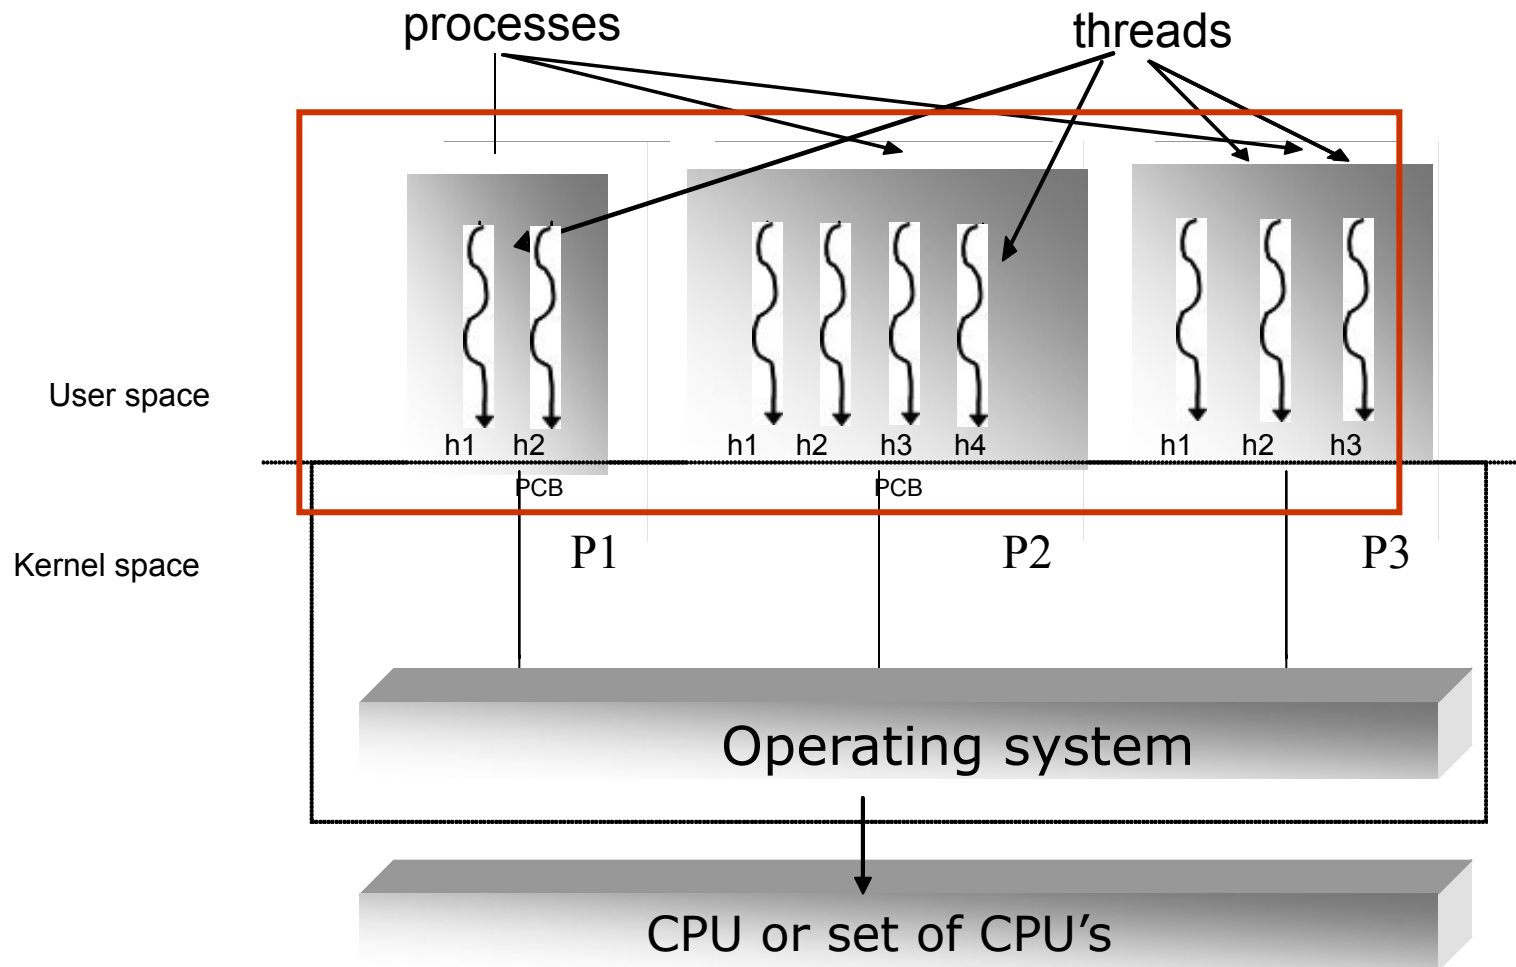 processes
threads
User space
h1 h2
h1 h2 h3 h4
h1 h2 h3
PCB
PCB
Kernel space
P1
P2
P3
Operating system
CPU or set of CPU’s